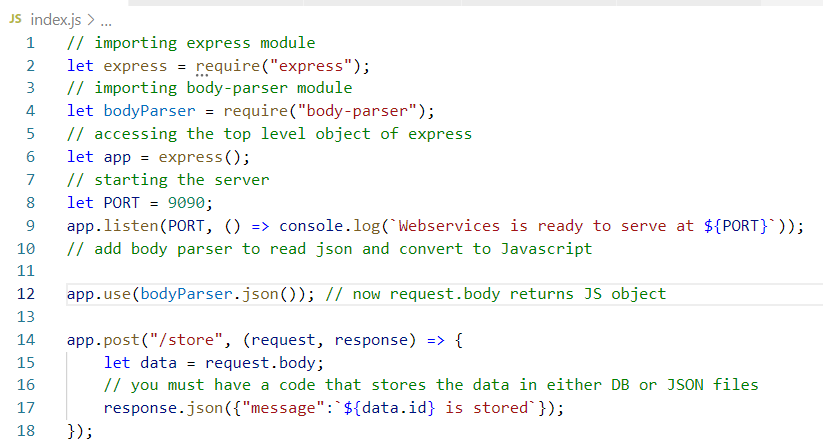 JS index.js > ...
1 // importing express module
2 let express = require("express");
3 // importing body-parser module
4 let bodyParser = require("body-parser");
5 // accessing the top level object of express
6 let app = express();
7 // starting the server
8 let PORT = 9090;
9 app.listen(PORT, () => console.log(`Webservices is ready to serve at ${PORT}`));
10 // add body parser to read json and convert to Javascript
11
12 app.use(bodyParser.json()); // now request.body returns JS object
13
14 app.post("/store", (request, response) => {
15     let data = request.body;
16     // you must have a code that stores the data in either DB or JSON files
17     response.json({"message":`${data.id} is stored`});
18 });